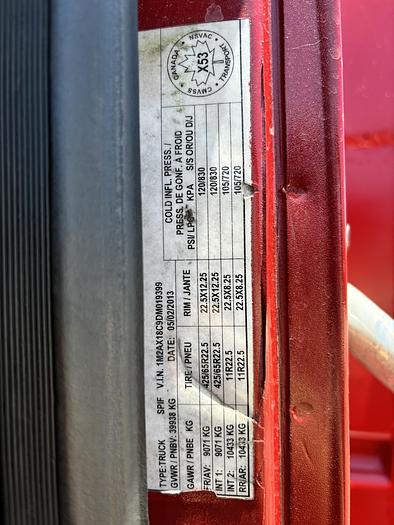 TYPE:TRUCK SPIF V.I.N. 1M2AX18C9DM019399
GVWR / PNBV: 39938 KG DATE: 05/02/2013
COLD INFL. PRESS./
PRESS. DE GONF. À FROID
GAWR / PNBE KG TIRE / PNEU RIM / JANTE PSI/ LPC KPA S/S OR/OU D/J
FR/AV: 9071 KG 425/65R22.5 22.5X12.25 120/830
INT 1: 9071 KG 425/65R22.5 22.5X12.25 120/830
INT 2: 10433 KG 11R22.5 22.5X8.25 105/720
RR/AR: 10433 KG 11R22.5 22.5X8.25 105/720
CANADA
NSVAC
TRANSPORT
CMVSS
X53